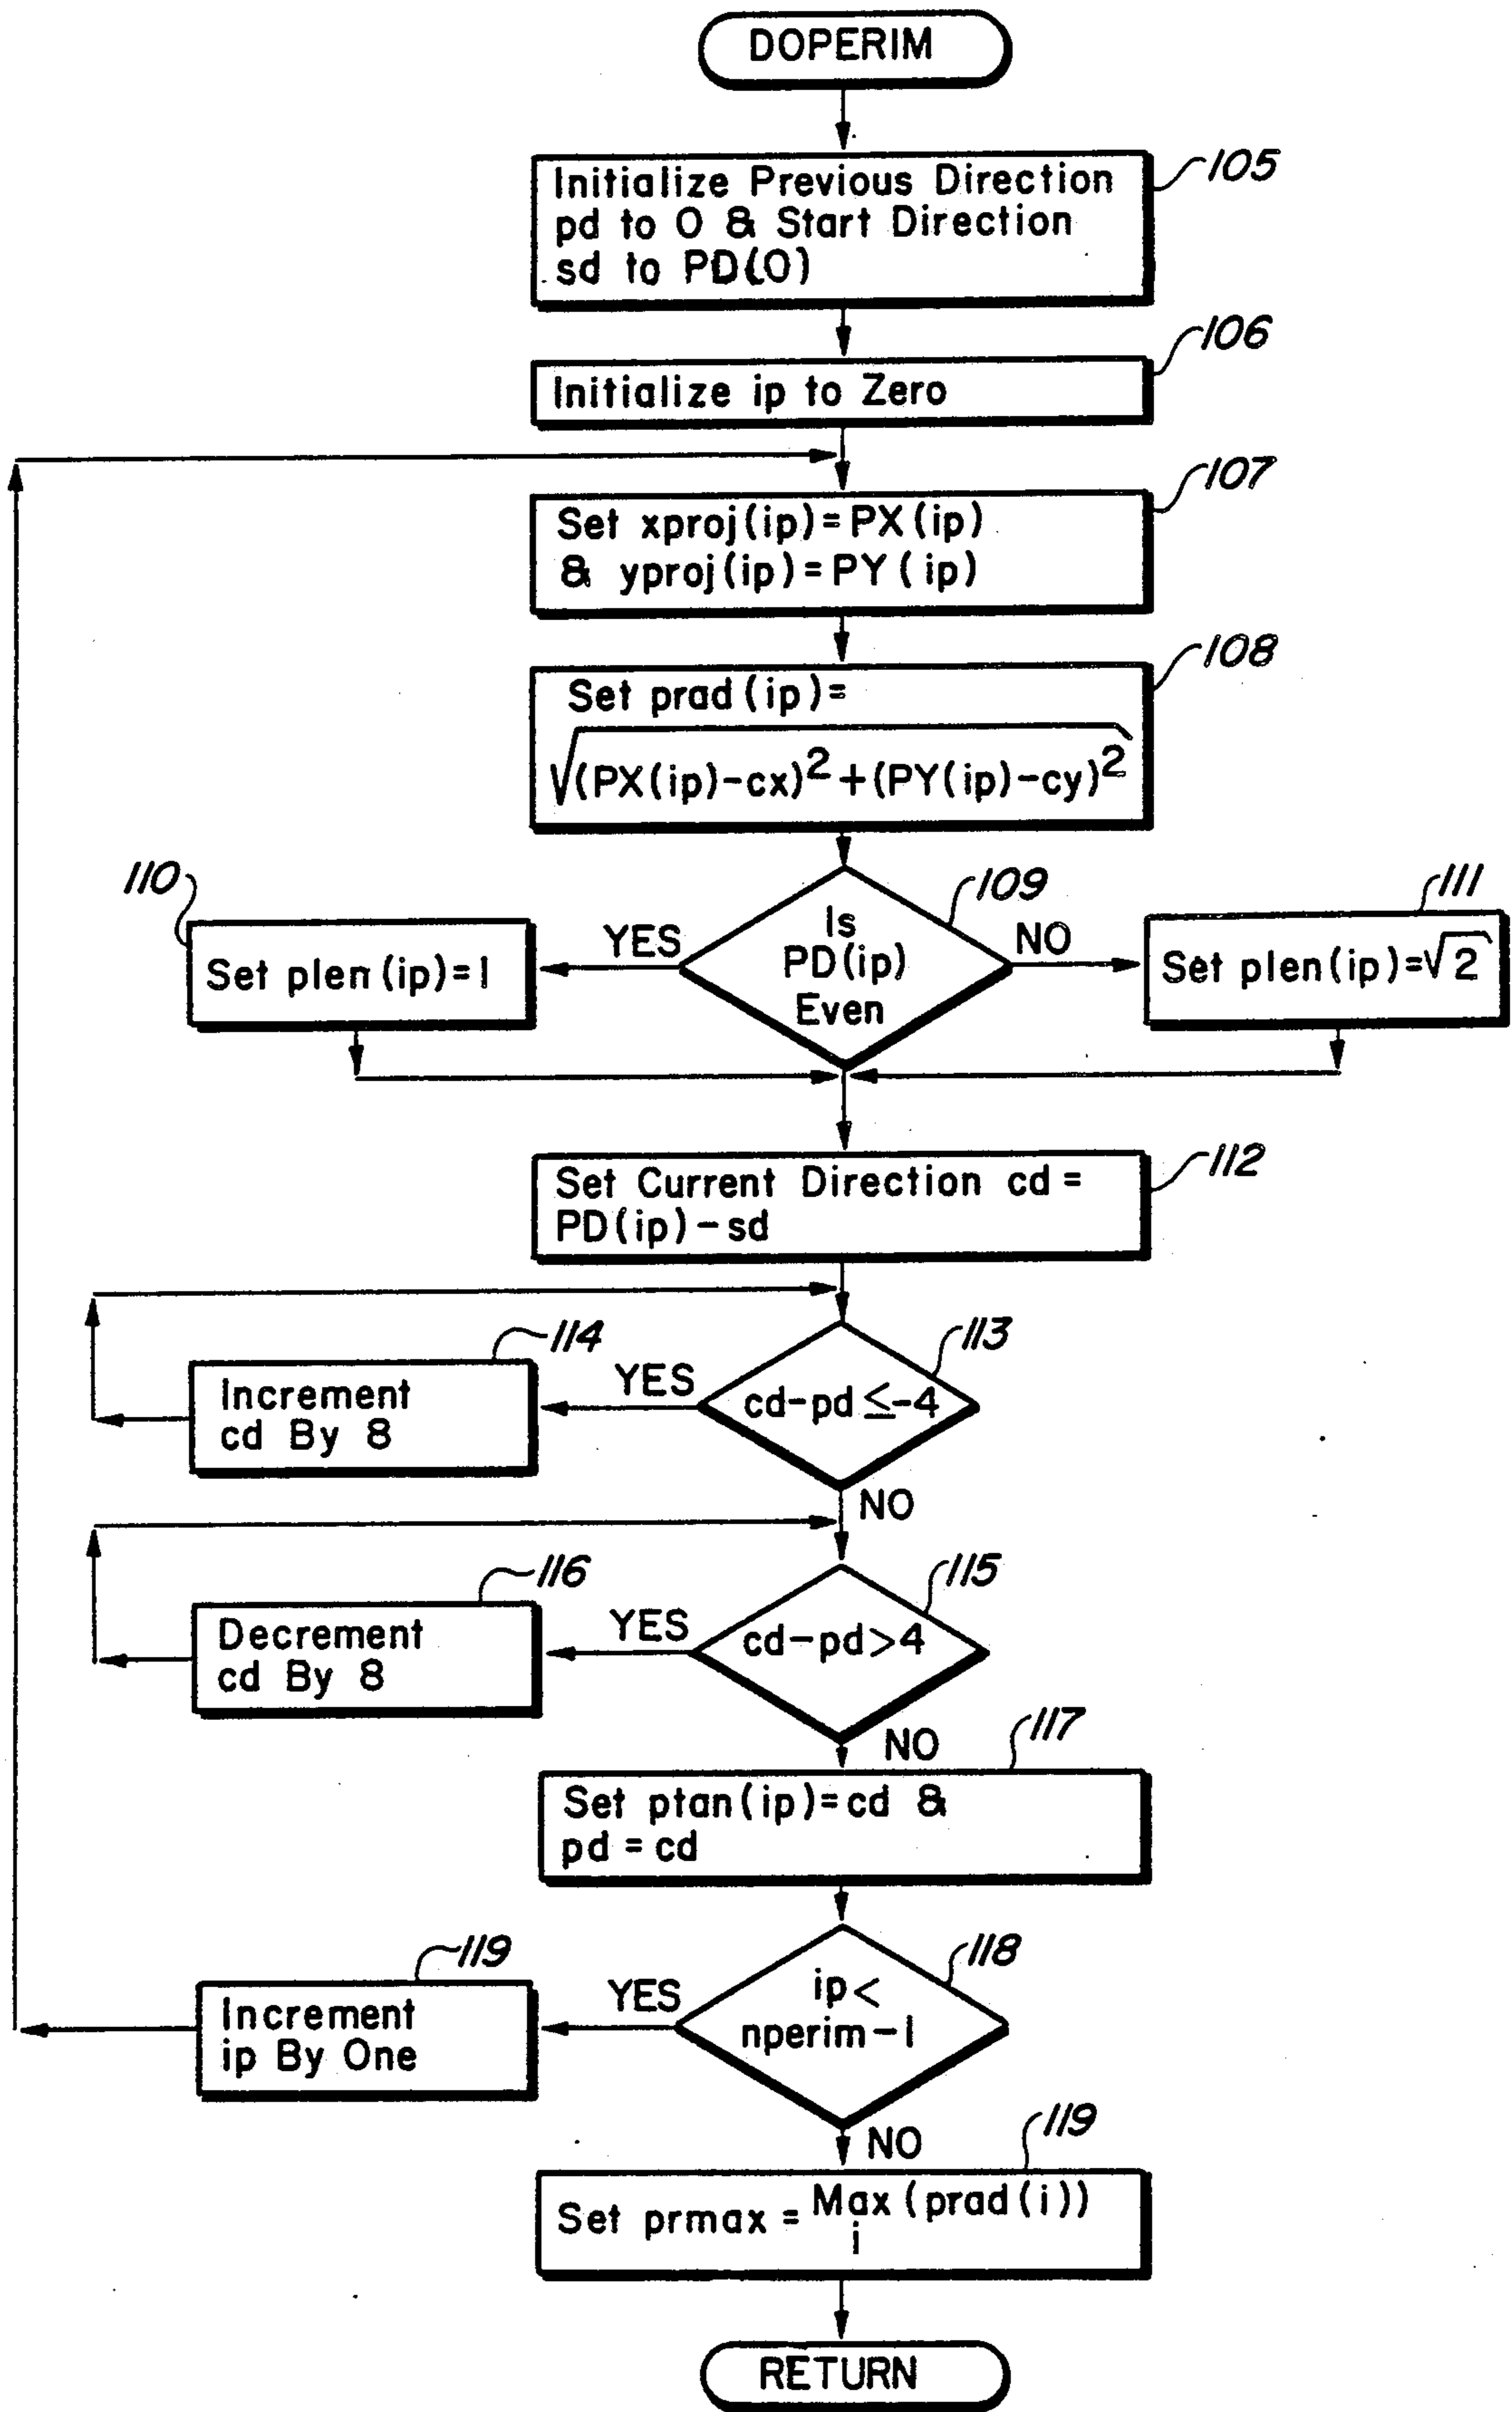 DOPERIM
105
Initialize Previous Direction
pd to 0 & Start Direction
sd to PD(0)
106
Initialize ip to Zero
107
Set xproj(ip)=PX(ip)
& yproj(ip)=PY(ip)
108
Set prad(ip)=
√(PX(ip)-cx)²+(PY(ip)-cy)²
109
Is
PD(ip)
Even
YES
NO
110
Set plen(ip)=1
111
Set plen(ip)=√2
112
Set Current Direction cd=
PD(ip)-sd
113
cd-pd≤-4
YES
114
Increment
cd By 8
NO
115
cd-pd>4
YES
116
Decrement
cd By 8
NO
117
Set ptan(ip)=cd &
pd=cd
118
ip<
nperim-1
YES
119
Increment
ip By One
NO
119
Set prmax=Max(prad(i))
i
RETURN